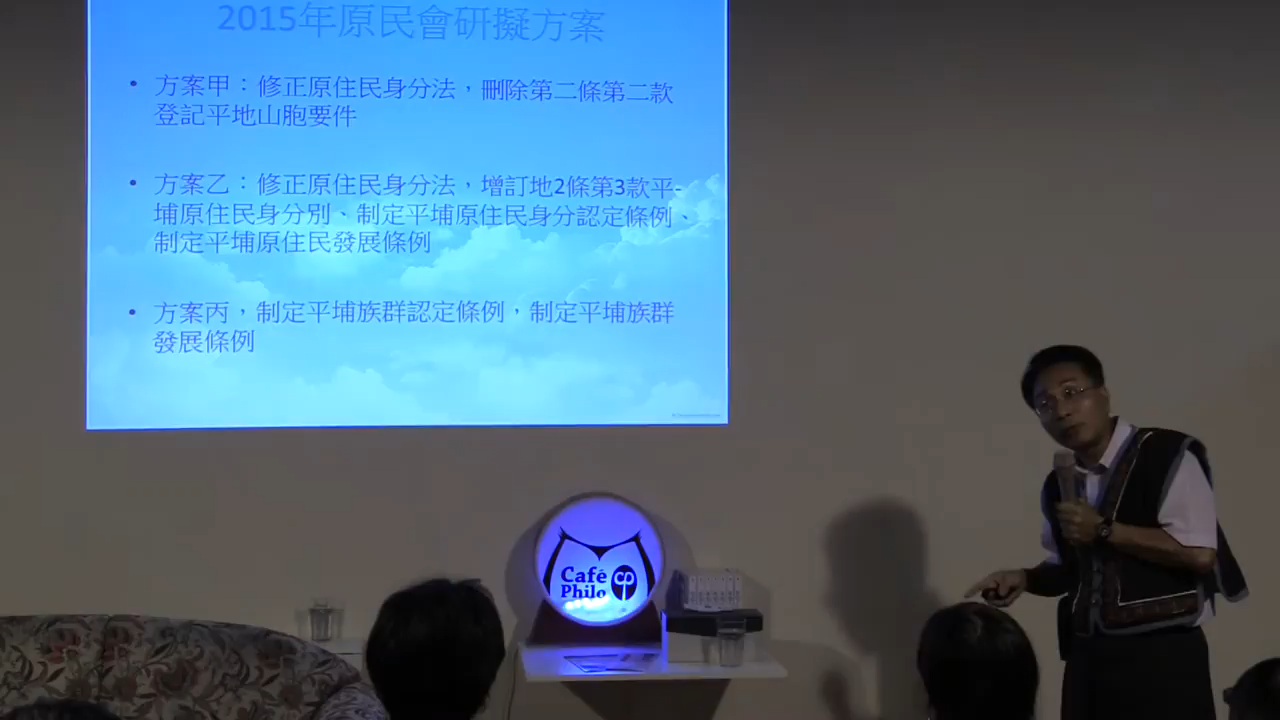 2015年原民會研擬方案
• 方案甲：修正原住民身分法，刪除第二條第二款
登記平地山胞要件
• 方案乙：修正原住民身分法，增訂地2條第3款平-
埔原住民身分別、制定平埔原住民身分認定條例、
制定平埔原住民發展條例
• 方案丙，制定平埔族群認定條例，制定平埔族群
發展條例
Café
Philo